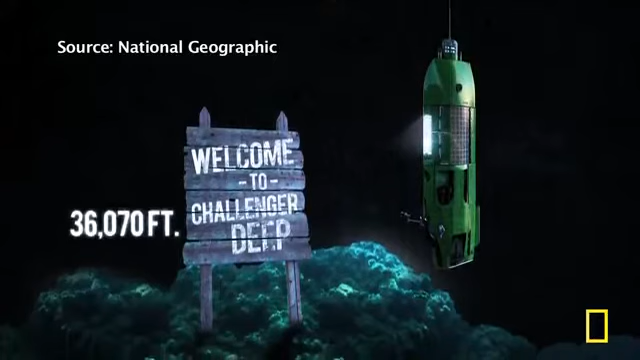 Source: National Geographic
WELCOME
-TO-
CHALLENGER
DEEP
36,070 FT.